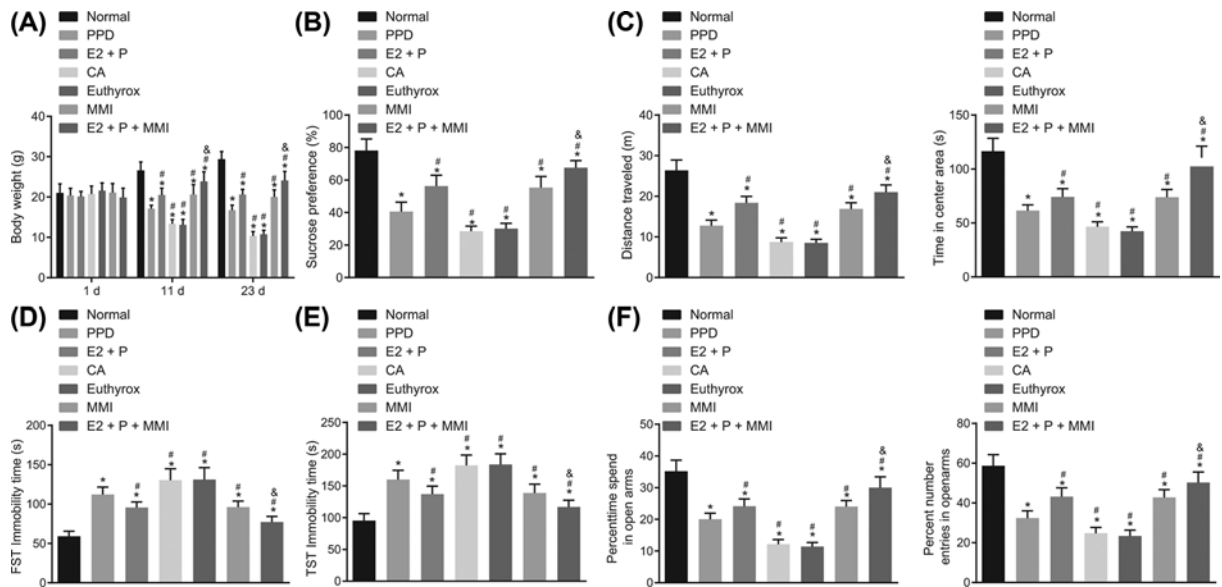 (A)
Normal
PPD
E2 + P
CA
Euthyrox
MMI
E2 + P + MMI
Body weight (g)
40
30
20
10
0
* # * # * # * # * & # *
* # * # * # * # * & # *
1 d 11 d 23 d
(B)
Normal
PPD
E2 + P
CA
Euthyrox
MMI
E2 + P + MMI
Sucrose preference (%)
100
80
60
40
20
0
* # * # * # * # * & # *
(C)
Normal
PPD
E2 + P
CA
Euthyrox
MMI
E2 + P + MMI
Distance traveled (m)
40
30
20
10
0
* # * # * # * # * & # *
Normal
PPD
E2 + P
CA
Euthyrox
MMI
E2 + P + MMI
Time in center area (s)
150
100
50
0
* # * # * # * # * & # *
(D)
Normal
PPD
E2 + P
CA
Euthyrox
MMI
E2 + P + MMI
FST Immobility time (s)
200
150
100
50
0
* # * # * # * # * & # *
(E)
Normal
PPD
E2 + P
CA
Euthyrox
MMI
E2 + P + MMI
TST Immobility time (s)
250
200
150
100
50
0
* # * # * # * # * & # *
(F)
Normal
PPD
E2 + P
CA
Euthyrox
MMI
E2 + P + MMI
Percenttime spend
in open arms
50
40
30
20
10
0
* # * # * # * # * & # *
Normal
PPD
E2 + P
CA
Euthyrox
MMI
E2 + P + MMI
Percent number
entries in openarms
80
60
40
20
0
* # * # * # * # * & # *